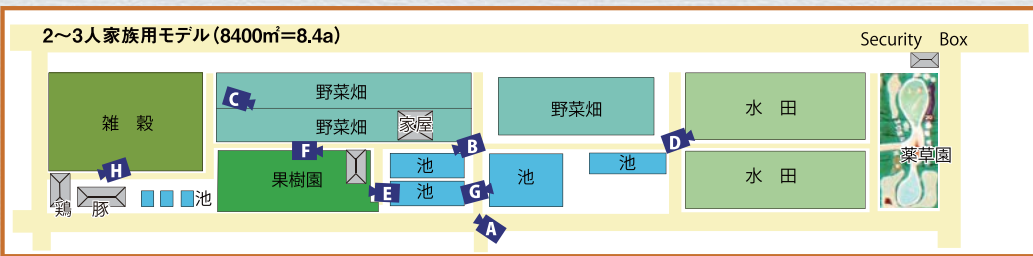 2〜3人家族用モデル（8400㎡=8.4a）
Security Box
雑 穀
C
野菜畑
野菜畑
家屋
野菜畑
水 田
薬草園
B
D
F
H
果樹園
池
池
池
池
水 田
E
G
A
鶏
豚
池